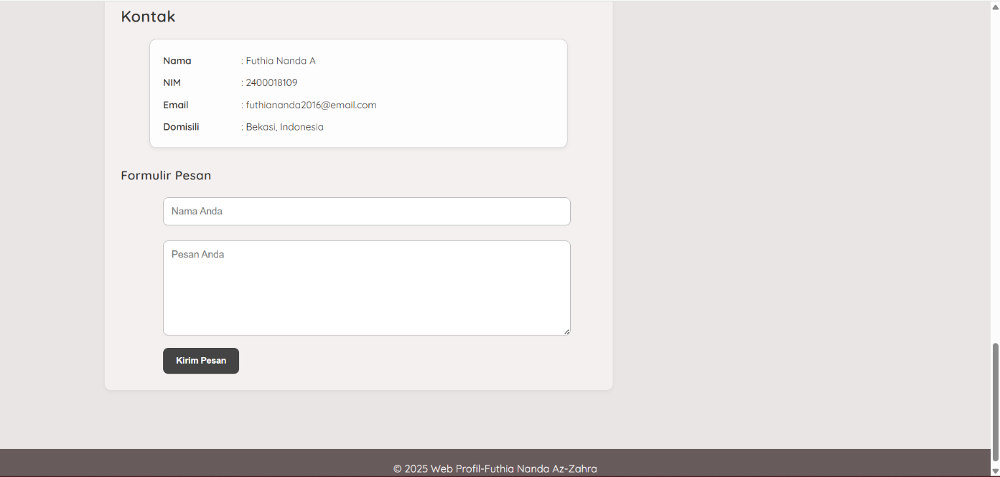 Kontak
Nama : Futhia Nanda A
NIM : 2400018109
Email : futhiananda2016@email.com
Domisili : Bekasi, Indonesia
Formulir Pesan
Nama Anda
Pesan Anda
Kirim Pesan
© 2025 Web Profil-Futhia Nanda Az-Zahra